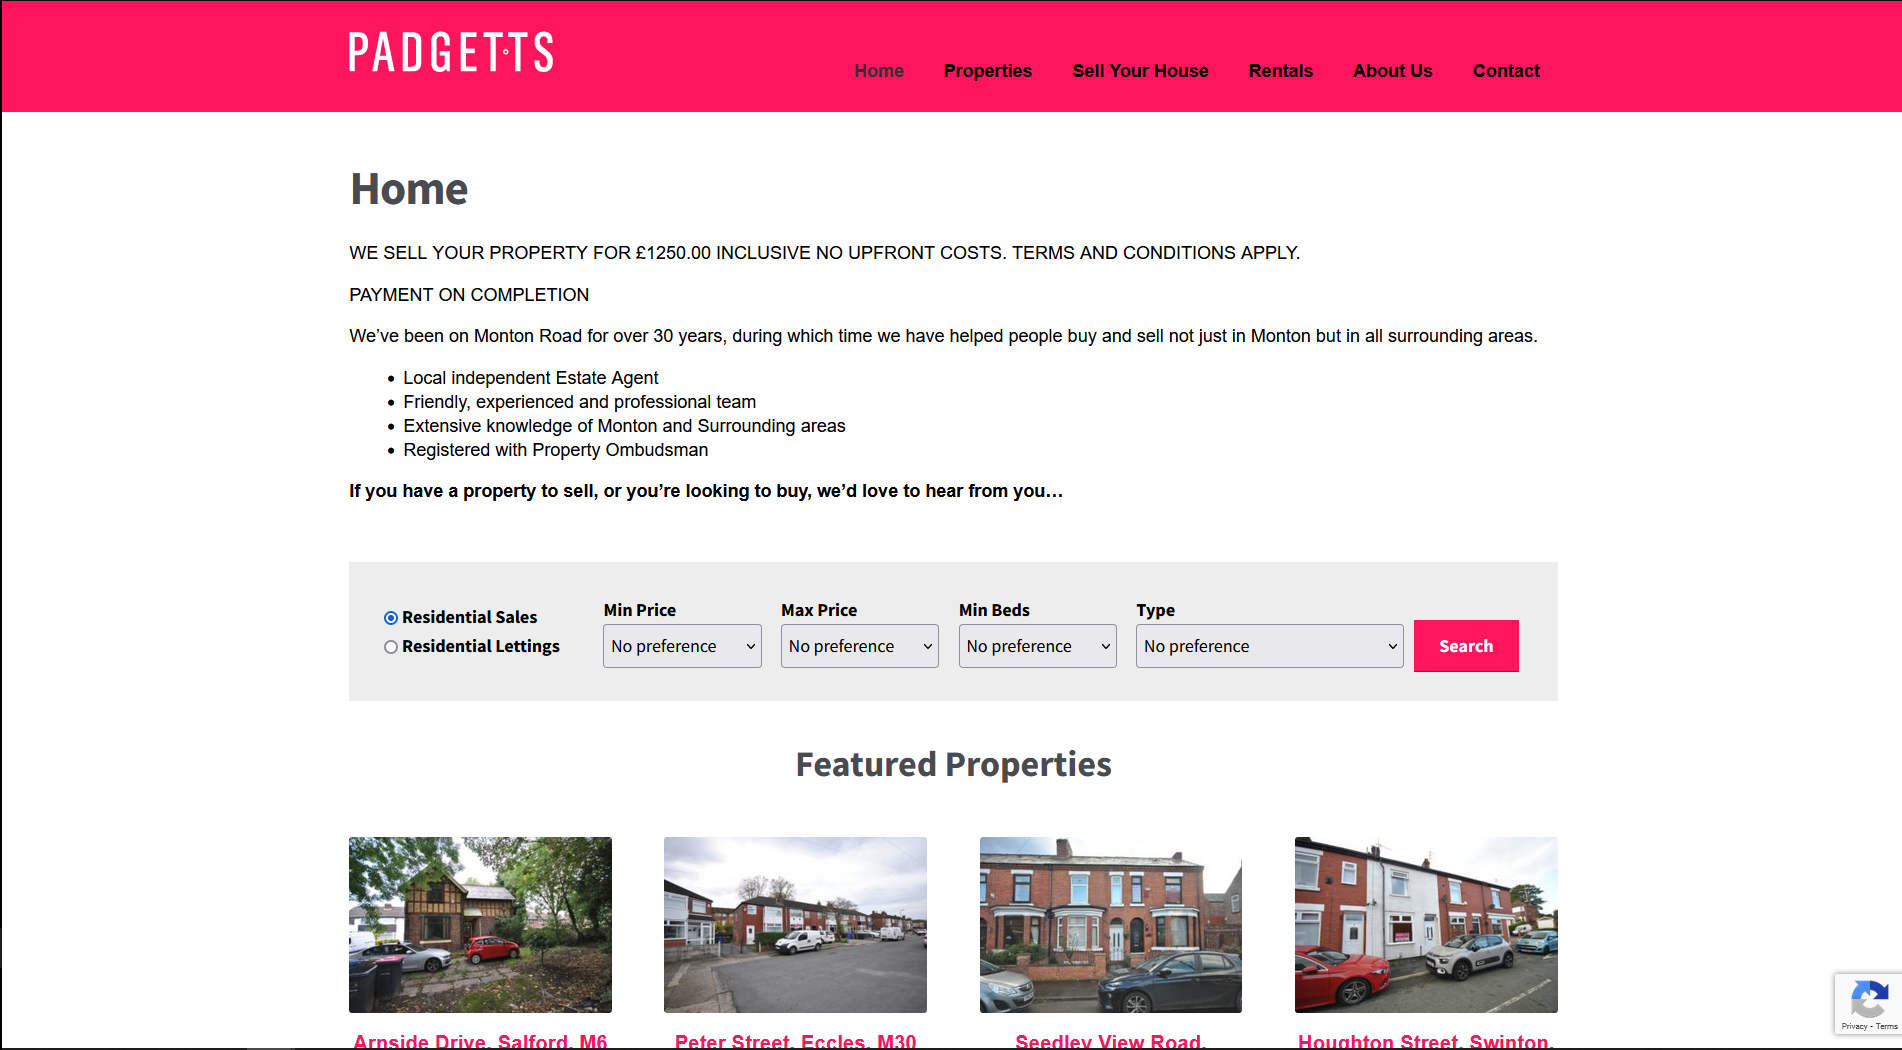 PADGETTS
Home Properties Sell Your House Rentals About Us Contact
Home
WE SELL YOUR PROPERTY FOR £1250.00 INCLUSIVE NO UPFRONT COSTS. TERMS AND CONDITIONS APPLY.
PAYMENT ON COMPLETION
We’ve been on Monton Road for over 30 years, during which time we have helped people buy and sell not just in Monton but in all surrounding areas.
Local independent Estate Agent
Friendly, experienced and professional team
Extensive knowledge of Monton and Surrounding areas
Registered with Property Ombudsman
If you have a property to sell, or you’re looking to buy, we’d love to hear from you…
Residential Sales
Residential Lettings
Min Price Max Price Min Beds Type
No preference No preference No preference No preference
Search
Featured Properties
Arnside Drive, Salford, M6 Peter Street, Eccles, M30 Seedley View Road, Houghton Street, Swinton,
Privacy - Terms